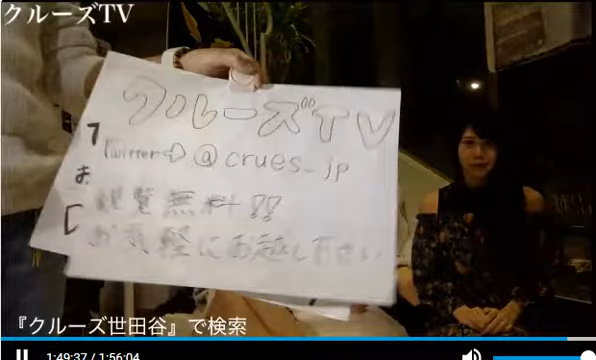 クルーズTV
クルーズTV
Twitter⇨@crues_jp
観覧無料!!
お気軽にお越し下さい
『クルーズ世田谷』で検索
1:49:37 / 1:56:04